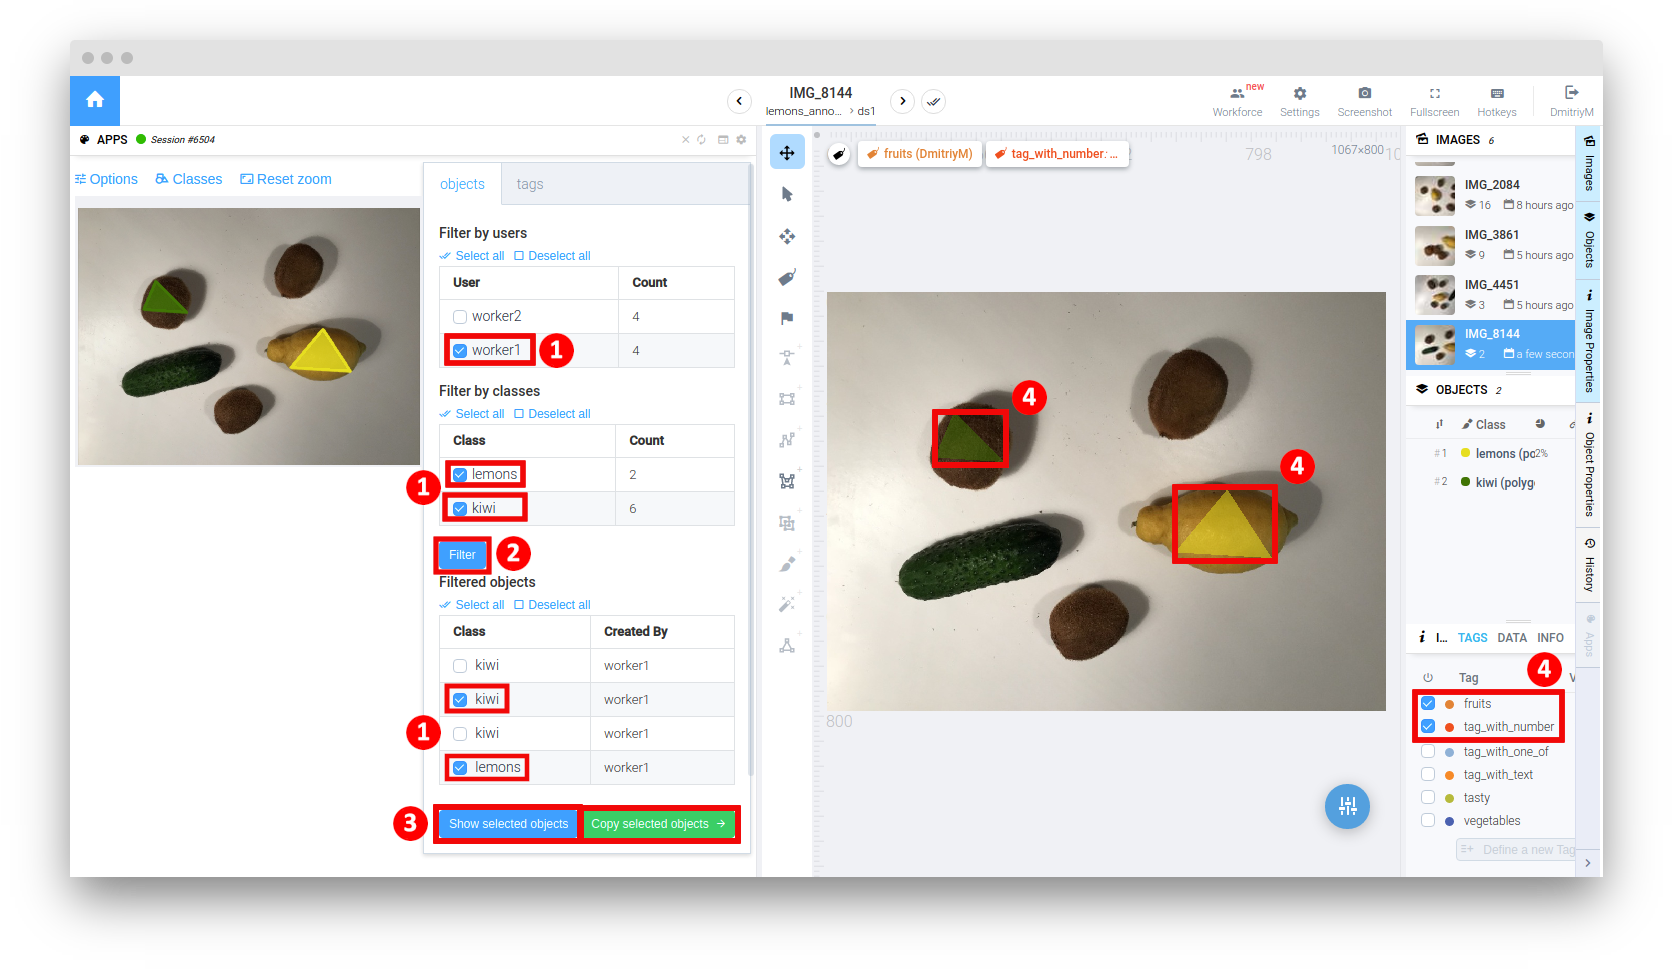 IMG_8144
lemons_anno... > ds1
new
Workforce
Settings
Screenshot
Fullscreen
Hotkeys
DmitriyM
APPS
Session #6504
Options
Classes
Reset zoom
objects
tags
Filter by users
Select all
Deselect all
User
Count
worker2
4
worker1
4
1
Filter by classes
Select all
Deselect all
Class
Count
lemons
2
kiwi
6
1
Filter
2
Filtered objects
Select all
Deselect all
Class
Created By
kiwi
worker1
kiwi
worker1
kiwi
worker1
lemons
worker1
1
3
Show selected objects
Copy selected objects
fruits (DmitriyM)
tag_with_number: ...
798
1067×800
10
4
4
800
IMAGES 6
IMG_2084
16
8 hours ago
IMG_3861
9
5 hours ago
IMG_4451
3
5 hours ago
IMG_8144
2
a few secon
OBJECTS 2
Class
#1
lemons (po
2%
#2
kiwi (polyg
I...
TAGS
DATA
INFO
4
Tag
V
fruits
tag_with_number
tag_with_one_of
tag_with_text
tasty
vegetables
Define a new Tag
Images
Objects
Image Properties
Object Properties
History
Apps